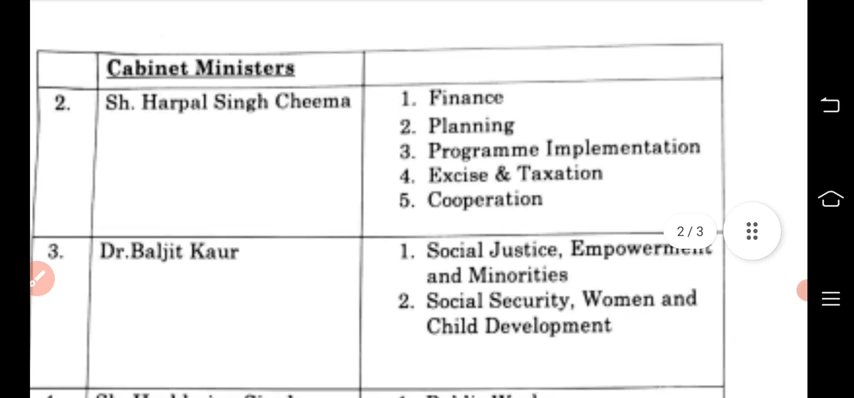 Cabinet Ministers
2. Sh. Harpal Singh Cheema
1. Finance
2. Planning
3. Programme Implementation
4. Excise & Taxation
5. Cooperation
2 / 3
3. Dr.Baljit Kaur
1. Social Justice, Empowerment
and Minorities
2. Social Security, Women and
Child Development